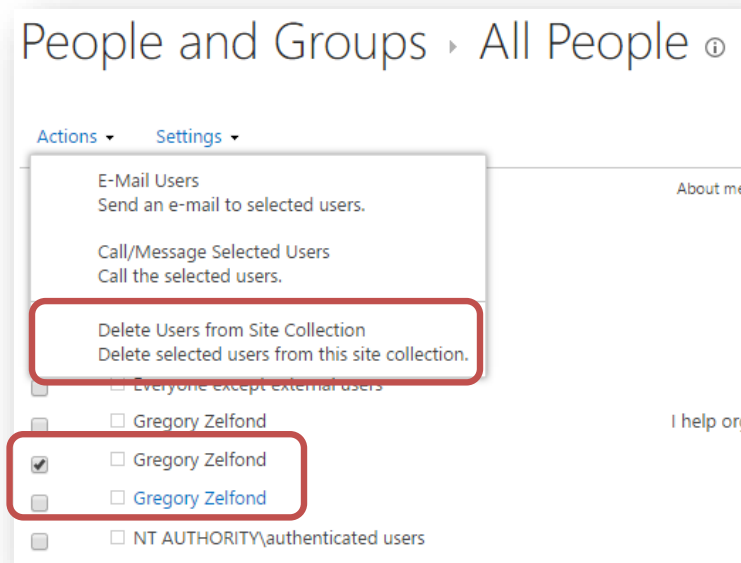 People and Groups ▸ All People
Actions Settings
E-Mail Users
Send an e-mail to selected users.
About me
Call/Message Selected Users
Call the selected users.
Delete Users from Site Collection
Delete selected users from this site collection.
Everyone except external users
Gregory Zelfond
I help org
Gregory Zelfond
Gregory Zelfond
NT AUTHORITY\authenticated users